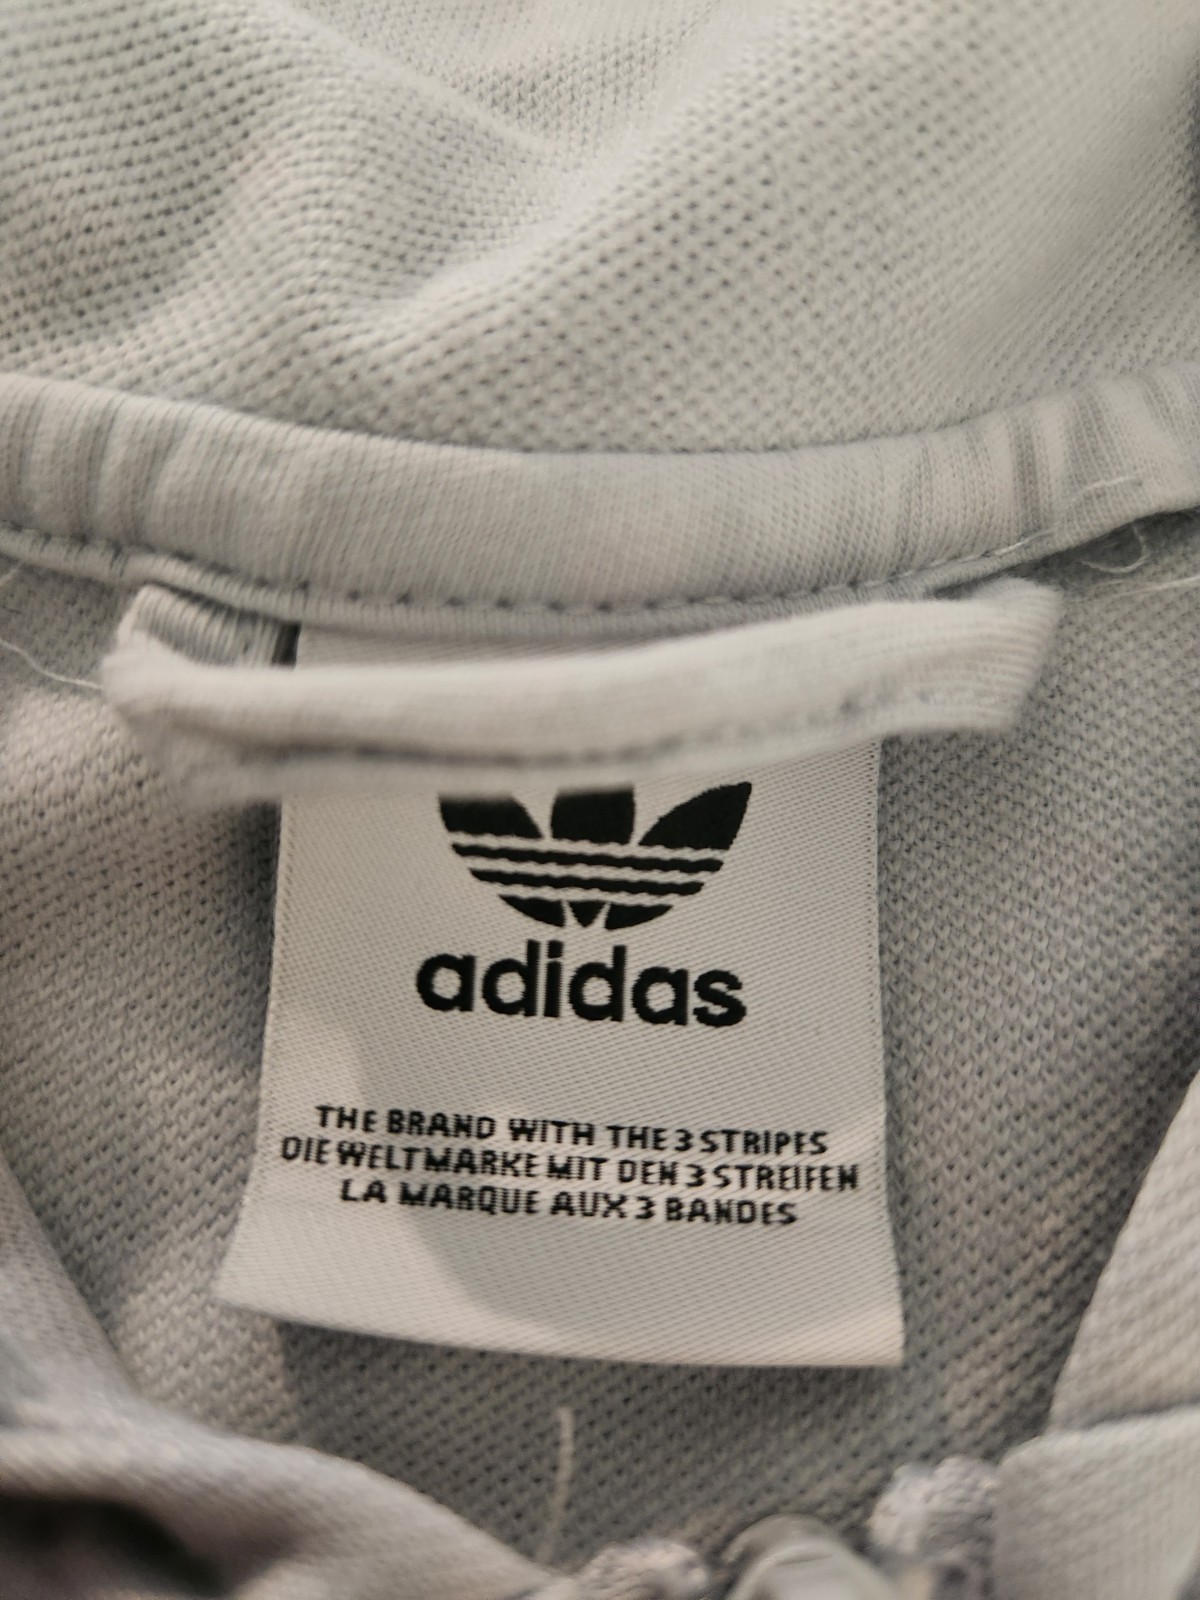 adidas
THE BRAND WITH THE 3 STRIPES
DIE WELTMARKE MIT DEN 3 STREIFEN
LA MARQUE AUX 3 BANDES